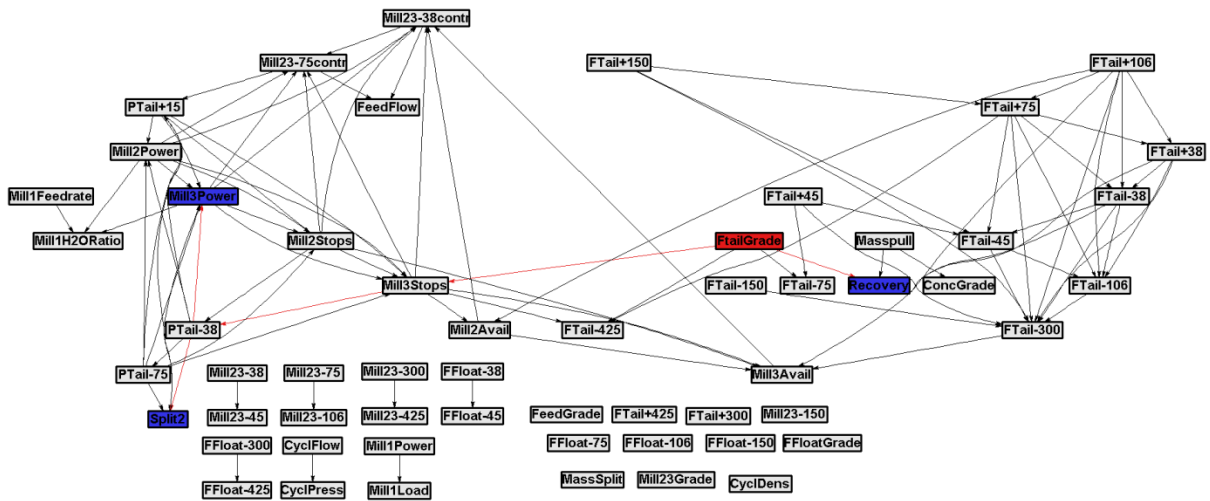 Mill23-38contr
Mill23-75contr
FTail+150
FTail+106
PTail+15
FeedFlow
FTail+75
Mill2Power
FTail+38
Mill1Feedrate
Mill3Power
FTail+45
FTail-38
Mill1H2ORatio
Mill2Stops
FtailGrade
Masspull
FTail-45
Mill3Stops
FTail-150
FTail-75
Recovery
ConcGrade
FTail-106
PTail-38
Mill2Avail
FTail-425
FTail-300
PTail-75
Mill23-38
Mill23-75
Mill23-300
FFloat-38
Mill3Avail
Split2
Mill23-45
Mill23-106
Mill23-425
FFloat-45
FeedGrade
FTail+425
FTail+300
Mill23-150
FFloat-300
CyclFlow
Mill1Power
FFloat-75
FFloat-106
FFloat-150
FFloatGrade
FFloat-425
CyclPress
Mill1Load
MassSplit
Mill23Grade
CyclDens